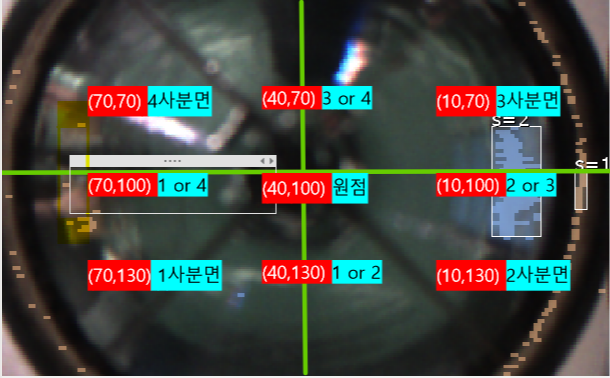 (70,70) 4사분면
(40,70) 3 or 4
(10,70) 3사분면
s=2
s=1
(70,100) 1 or 4
(40,100) 원점
(10,100) 2 or 3
(70,130) 1사분면
(40,130) 1 or 2
(10,130) 2사분면